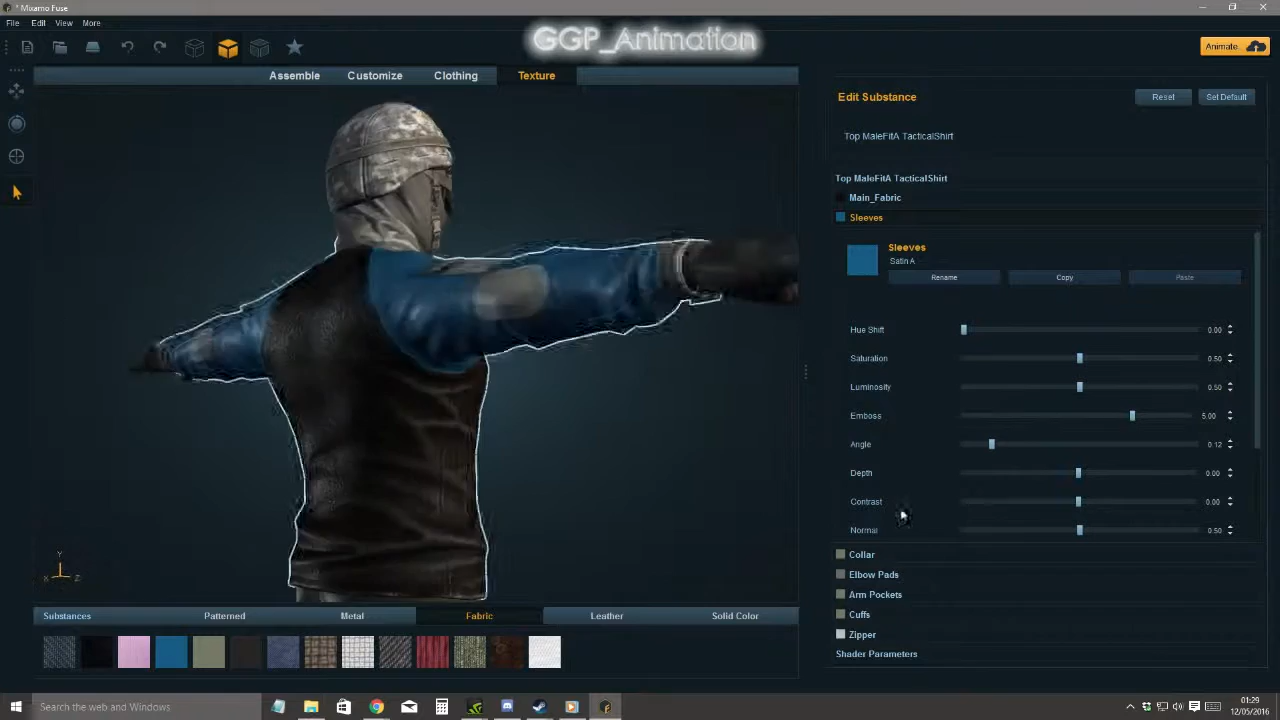 * Mixamo Fuse
File Edit View More
GGP_Animation
Animate
Assemble Customize Clothing Texture
Edit Substance
Reset Set Default
Top MaleFitA TacticalShirt
Top MaleFitA TacticalShirt
Main_Fabric
Sleeves
Sleeves
Satin A
Rename Copy Paste
Hue Shift 0.00
Saturation 0.50
Luminosity 0.50
Emboss 5.00
Angle 0.12
Depth 0.00
Contrast 0.00
Normal 0.50
Collar
Elbow Pads
Arm Pockets
Cuffs
Zipper
Shader Parameters
Y
X Z
Substances Patterned Metal Fabric Leather Solid Color
Search the web and Windows
01:29
12/05/2016